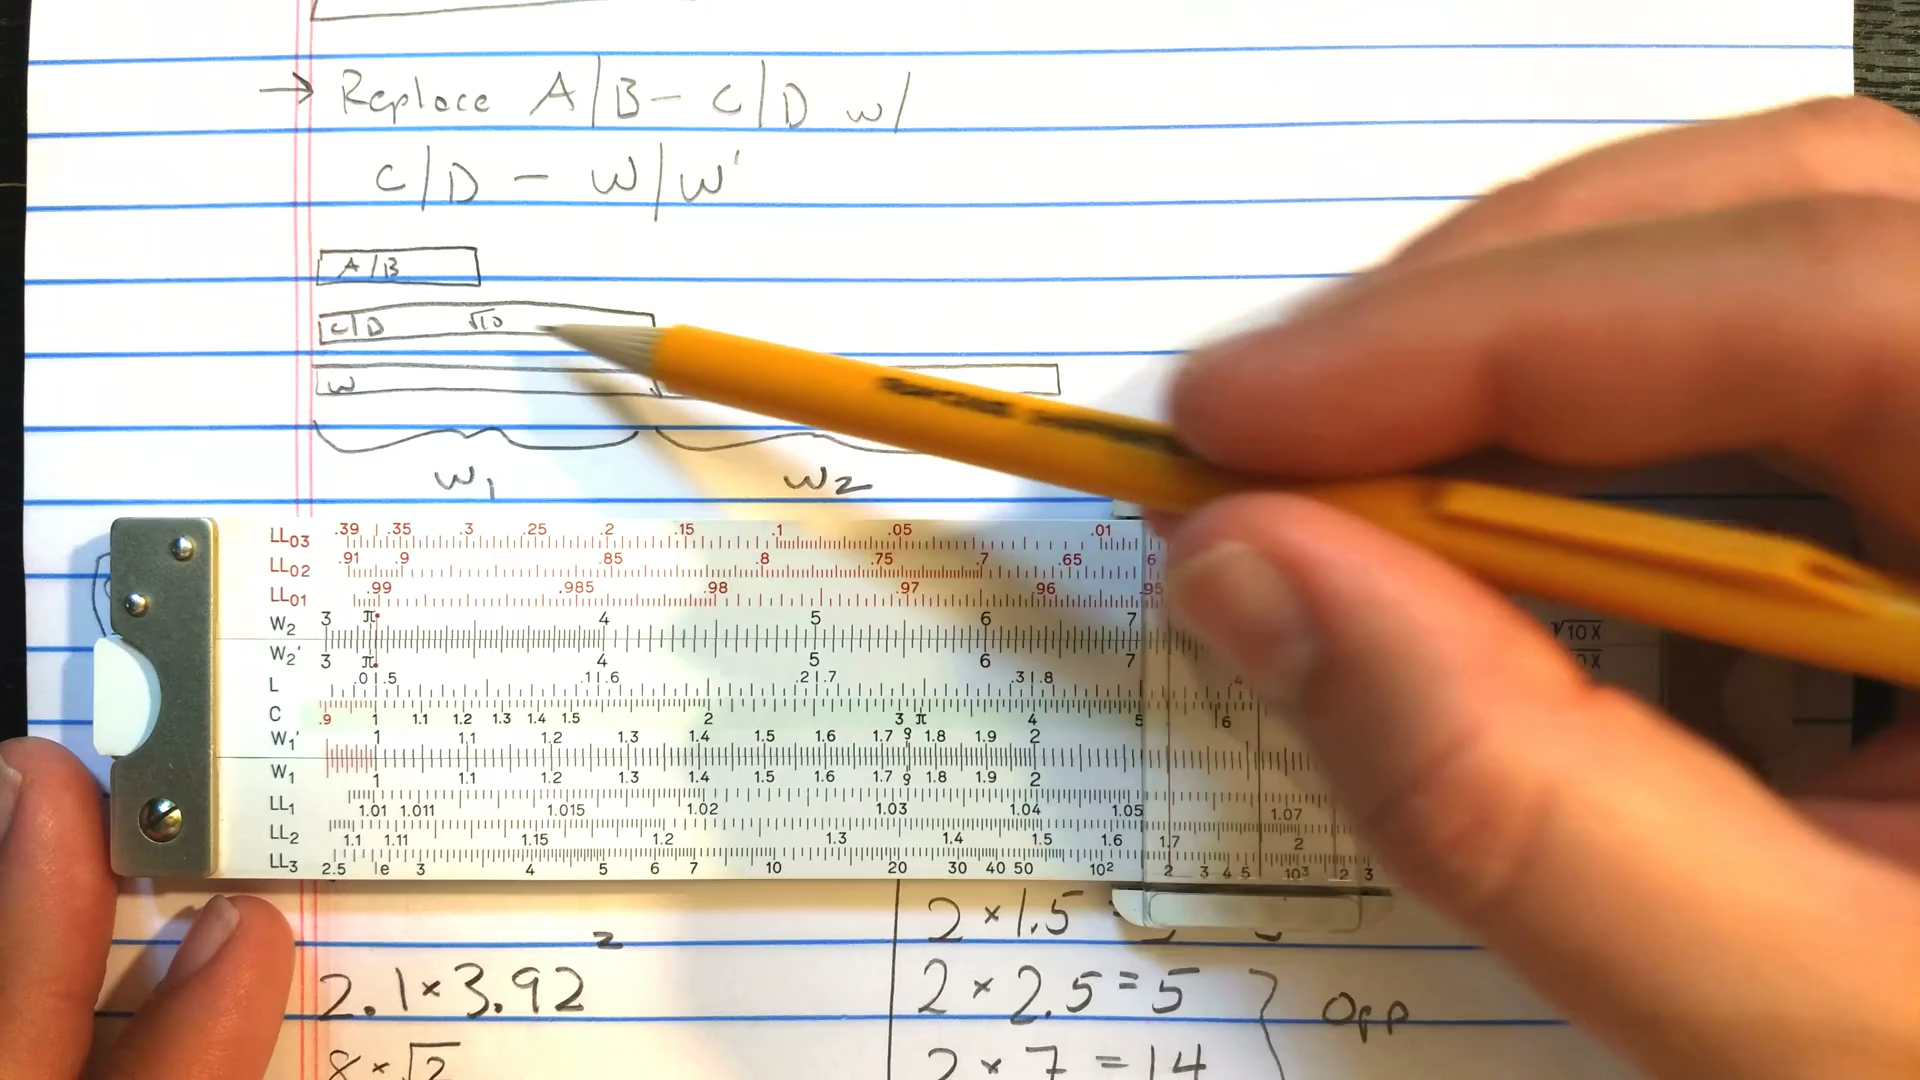 → Replace A/B – C/D w/
C/D – W/W'
A/B
C/D √10
W
W1 W2
LL03 .39 .35 .3 .25 .2 .15 .1 .05 .01
LL02 .91 .9 .85 .8 .75 .7 .65 6
LL01 .99 .985 .98 .97 .96 .95
W2 3 π 4 5 6 7
W2' 3 π 4 5 6 7
√10X
L .0 .5 .1 .6 .2 .7 .3 .8 .4
C .9 1 1.1 1.2 1.3 1.4 1.5 2 3 π 4 5 6
W1' 1 1.1 1.2 1.3 1.4 1.5 1.6 1.7 1.8 1.9 2
W1 1 1.1 1.2 1.3 1.4 1.5 1.6 1.7 1.8 1.9 2
LL1 1.01 1.011 1.015 1.02 1.03 1.04 1.05 1.07
LL2 1.1 1.11 1.15 1.2 1.3 1.4 1.5 1.6 1.7 2
LL3 2.5 e 3 4 5 6 7 10 20 30 40 50 10² 2 3 4 5 10³ 2 3
2 × 1.5
2.1 × 3.92²
2 × 2.5 = 5
Opp
8 × √2
2 × 7 = 14